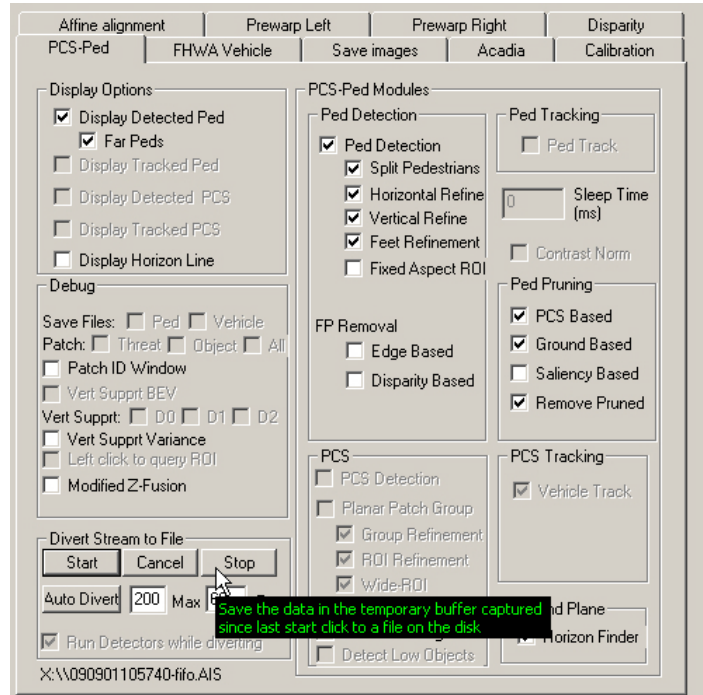 Affine alignment Prewarp Left Prewarp Right Disparity
PCS-Ped FHWA Vehicle Save images Acadia Calibration
Display Options
Display Detected Ped
Far Peds
Display Tracked Ped
Display Detected PCS
Display Tracked PCS
Display Horizon Line
Debug
Save Files: Ped Vehicle
Patch: Threat Object All
Patch ID Window
Vert Supprt BEV
Vert Supprt: D0 D1 D2
Vert Supprt Variance
Left click to query ROI
Modified Z-Fusion
Divert Stream to File
Start Cancel Stop
Auto Divert 200 Max
Run Detectors while diverting
X:\\090901105740-fifo.AIS
PCS-Ped Modules
Ped Detection
Ped Detection
Split Pedestrians
Horizontal Refine
Vertical Refine
Feet Refinement
Fixed Aspect ROI
FP Removal
Edge Based
Disparity Based
PCS
PCS Detection
Planar Patch Group
Group Refinement
ROI Refinement
Wide-ROI
Detect Low Objects
Ped Tracking
Ped Track
0 Sleep Time
(ms)
Contrast Norm
Ped Pruning
PCS Based
Ground Based
Saliency Based
Remove Pruned
PCS Tracking
Vehicle Track
Plane
Horizon Finder
Save the data in the temporary buffer captured
since last start click to a file on the disk